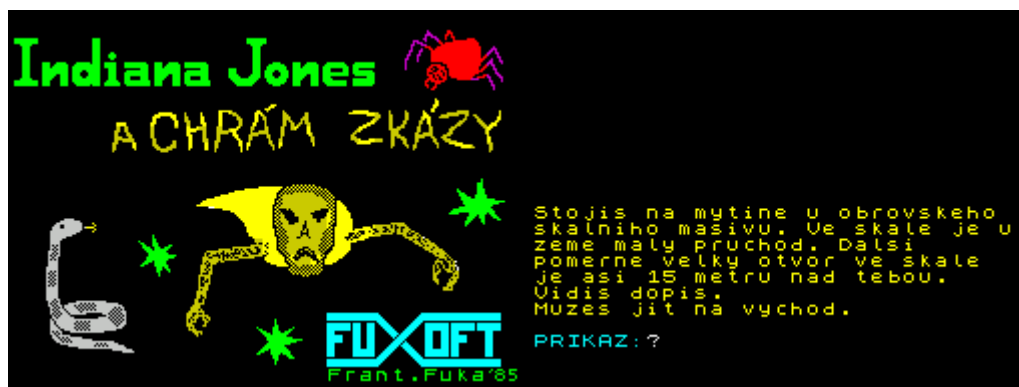 Indiana Jones
A CHRÁM ZKÁZY
FUXOFT
Frant.Fuka'85
Stojis na mytine u obrovskeho
skalniho masivu. Ve skale je u
zeme maly pruchod. Dalsi
pomerne velky otvor ve skale
je asi 15 metru nad tebou.
Vidis dopis.
Muzes jit na vychod.
PRIKAZ:?